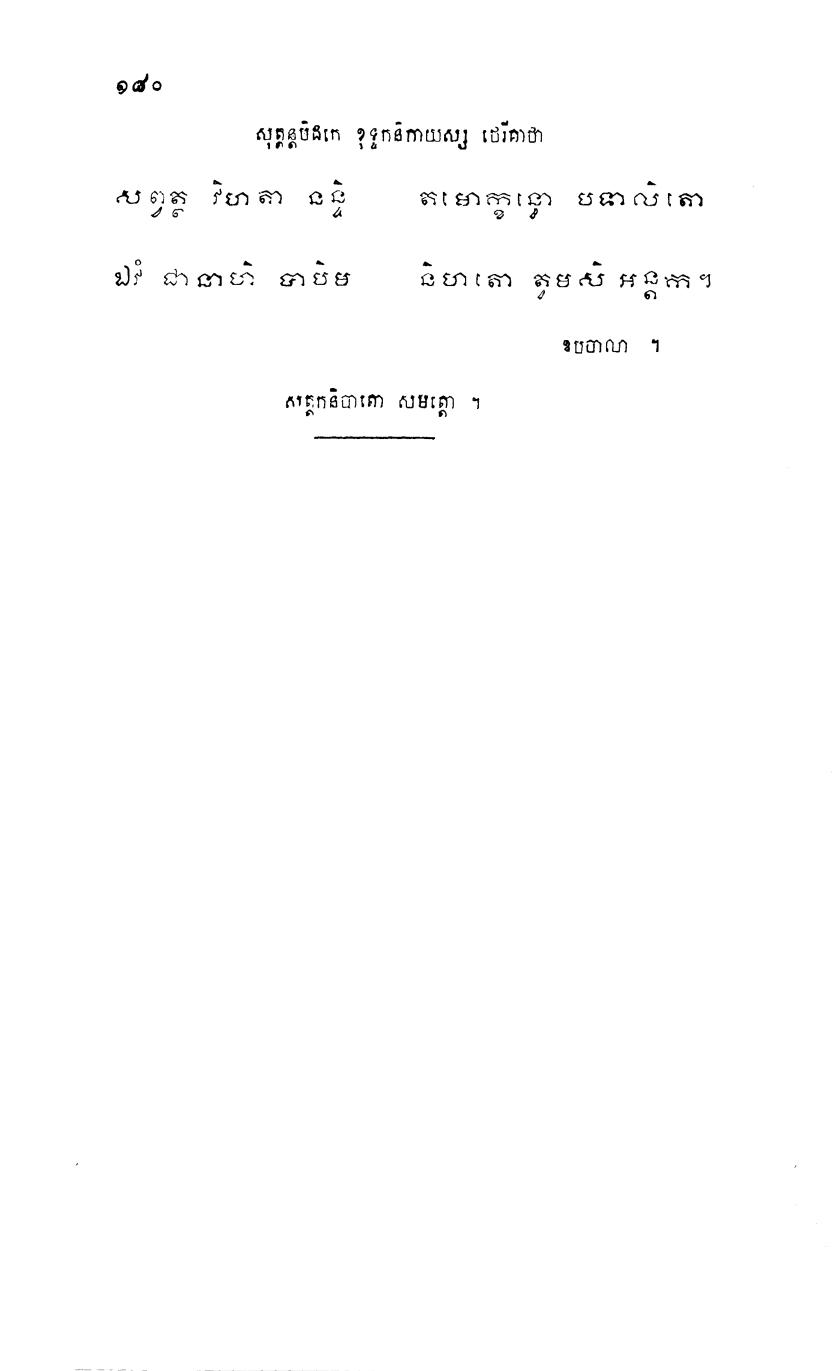 ១៨០
សុត្តន្តបិដកេ ខុទ្ទកនិកាយស្ស ថេរីគាថា
សព្វត្ថ វិហតា នន្ទិ តមោក្ខន្ធោ បទាលិតោ
ឯវំ ជានាហិ បាបិម និហតោ ត្វមសិ អន្តក។
ឧបចាលា ។
សត្តកនិបាតោ សមត្តោ ។